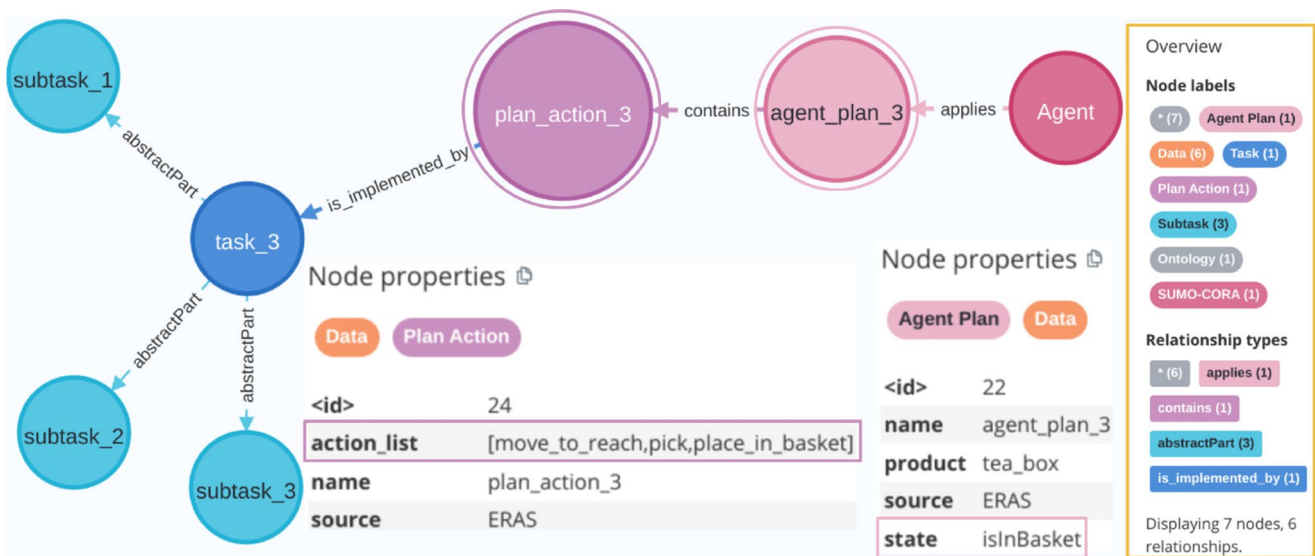 subtask_1
abstractPart
task_3
abstractPart
abstractPart
subtask_2
subtask_3
is_implemented_by
plan_action_3
contains
agent_plan_3
applies
Agent
Node properties
Data Plan Action
<id> 24
action_list [move_to_reach,pick,place_in_basket]
name plan_action_3
source ERAS
Node properties
Agent Plan Data
<id> 22
name agent_plan_3
product tea_box
source ERAS
state isInBasket
Overview
Node labels
* (7) Agent Plan (1)
Data (6) Task (1)
Plan Action (1)
Subtask (3)
Ontology (1)
SUMO-CORA (1)
Relationship types
* (6) applies (1)
contains (1)
abstractPart (3)
is_implemented_by (1)
Displaying 7 nodes, 6
relationships.